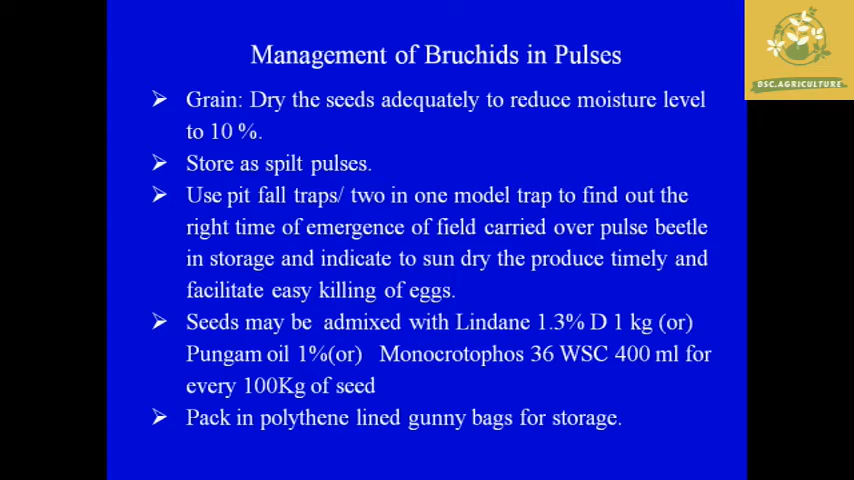 Management of Bruchids in Pulses
➢ Grain: Dry the seeds adequately to reduce moisture level
to 10 %.
➢ Store as spilt pulses.
➢ Use pit fall traps/ two in one model trap to find out the
right time of emergence of field carried over pulse beetle
in storage and indicate to sun dry the produce timely and
facilitate easy killing of eggs.
➢ Seeds may be admixed with Lindane 1.3% D 1 kg (or)
Pungam oil 1%(or) Monocrotophos 36 WSC 400 ml for
every 100Kg of seed
➢ Pack in polythene lined gunny bags for storage.
BSC.AGRICULTURE